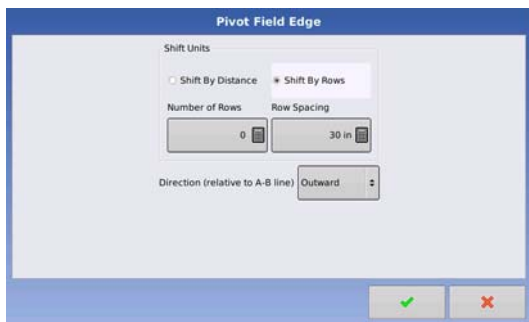 Pivot Field Edge
Shift Units
Shift By Distance Shift By Rows
Number of Rows Row Spacing
0 30 in
Direction (relative to A-B line) Outward